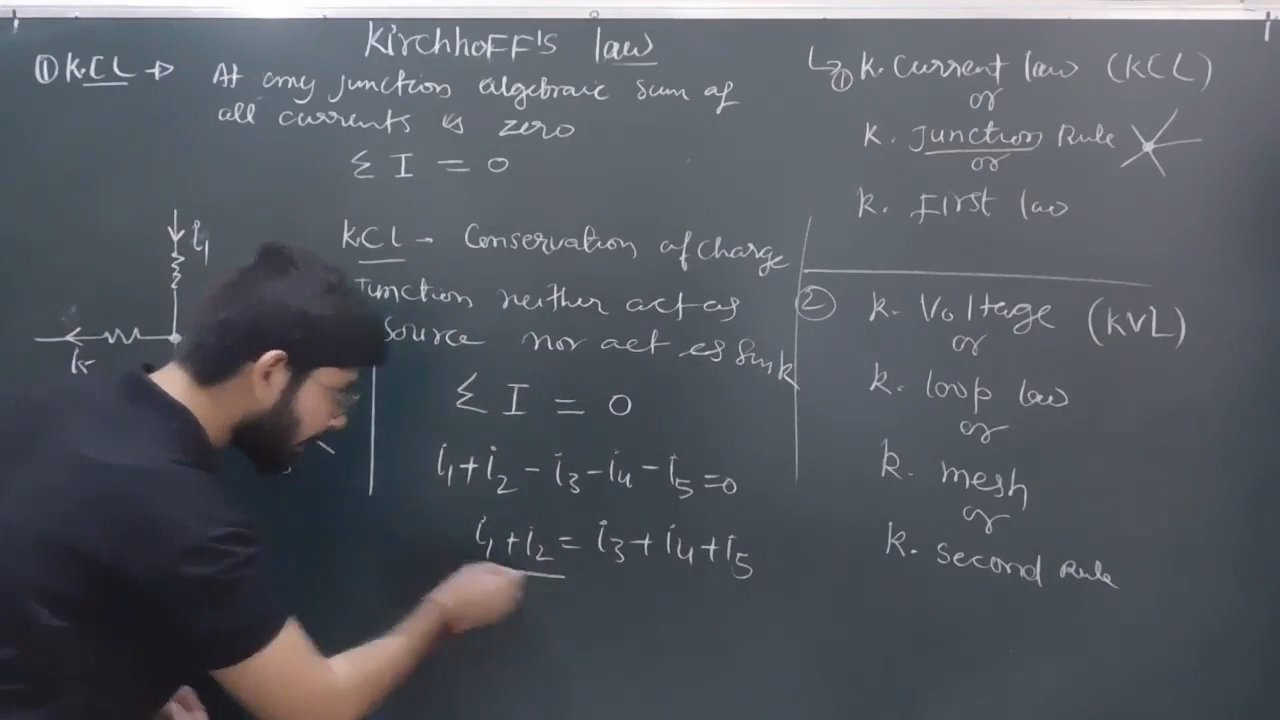 KirchhoFF's law
① K.CL → At any junction algebraic sum of
all currents is zero
Σ I = 0
i₁
i₅
KCL → Conservation of charge
Junction neither act as
source nor act as Sink
Σ I = 0
i₁+i₂-i₃-i₄-i₅=0
i₁+i₂=i₃+i₄+i₅
↳ ① K. Current law (KCL)
or
K. Junction Rule
or
K. First law
② K. Voltage (KVL)
or
K. loop law
or
K. mesh
or
K. Second Rule